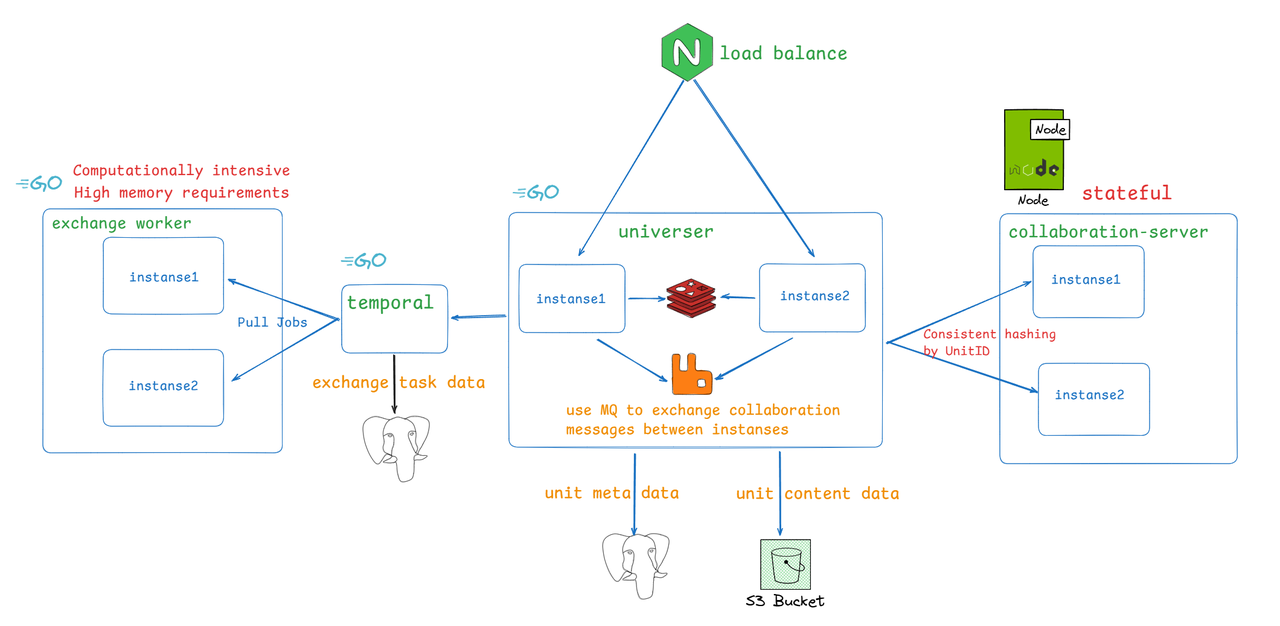 N
load balance
Node
node
Node
stateful
GO
Computationally intensive
High memory requirements
exchange worker
instanse1
instanse2
Pull Jobs
GO
temporal
exchange task data
GO
universer
instanse1
instanse2
use MQ to exchange collaboration
messages between instanses
unit meta data
unit content data
S3 Bucket
collaboration-server
instanse1
Consistent hashing
by UnitID
instanse2